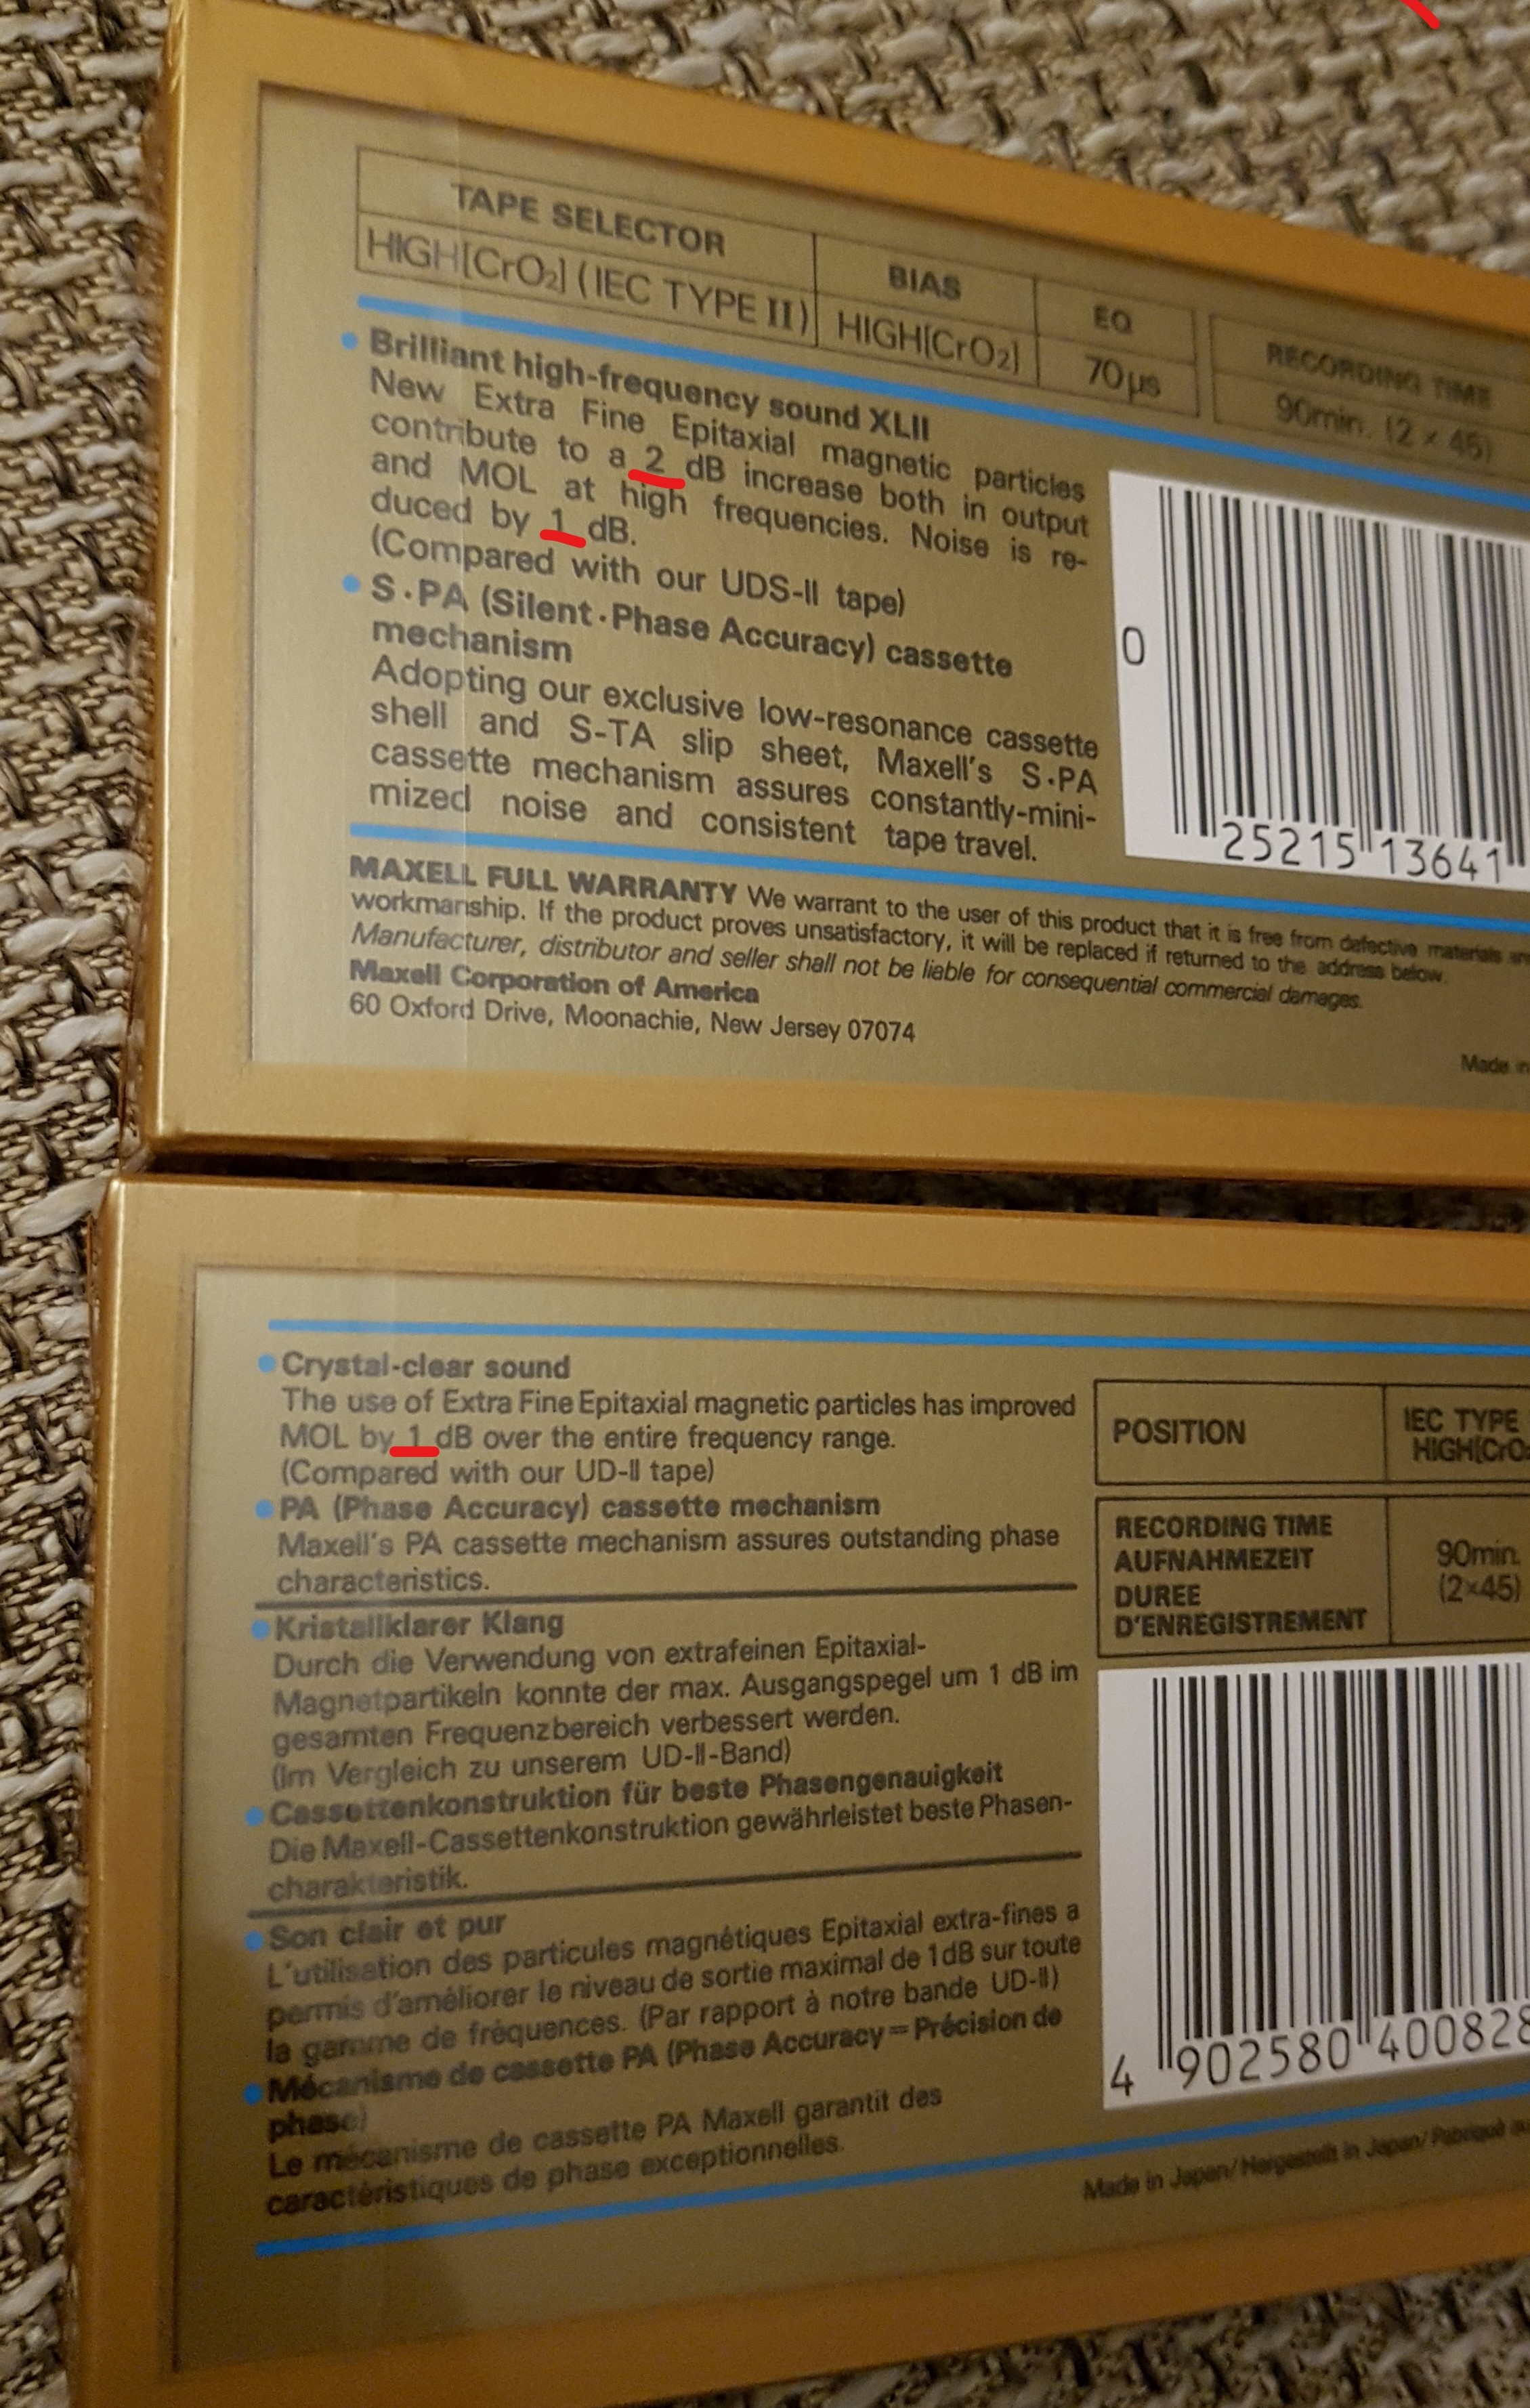 TAPE SELECTOR
BIAS
EQ
RECORDING TIME
HIGH[CrO₂] (IEC TYPE II)
HIGH[CrO₂]
70µs
90min. (2 × 45)
• Brilliant high-frequency sound XLII
New Extra Fine Epitaxial magnetic particles
contribute to a 2 dB increase both in output
and MOL at high frequencies. Noise is re-
duced by 1 dB.
(Compared with our UDS-II tape)
• S·PA (Silent·Phase Accuracy) cassette
mechanism
Adopting our exclusive low-resonance cassette
shell and S-TA slip sheet, Maxell's S·PA
cassette mechanism assures constantly-mini-
mized noise and consistent tape travel.
0
25215 13641
MAXELL FULL WARRANTY We warrant to the user of this product that it is free from defective materials
workmanship. If the product proves unsatisfactory, it will be replaced if returned to the address below.
Manufacturer, distributor and seller shall not be liable for consequential commercial damages.
Maxell Corporation of America
60 Oxford Drive, Moonachie, New Jersey 07074
Made in
• Crystal-clear sound
The use of Extra Fine Epitaxial magnetic particles has improved
MOL by 1 dB over the entire frequency range.
(Compared with our UD-II tape)
• PA (Phase Accuracy) cassette mechanism
Maxell's PA cassette mechanism assures outstanding phase
characteristics.
• Kristallklarer Klang
Durch die Verwendung von extrafeinen Epitaxial-
Magnetpartikeln konnte der max. Ausgangspegel um 1 dB im
gesamten Frequenzbereich verbessert werden.
(Im Vergleich zu unserem UD-II-Band)
• Cassettenkonstruktion für beste Phasengenauigkeit
Die Maxell-Cassettenkonstruktion gewährleistet beste Phasen-
charakteristik.
• Son clair et pur
L'utilisation des particules magnétiques Epitaxial extra-fines a
permis d'améliorer le niveau de sortie maximal de 1dB sur toute
la gamme de fréquences. (Par rapport à notre bande UD-II)
• Mécanisme de cassette PA (Phase Accuracy = Précision de
phase)
Le mécanisme de cassette PA Maxell garantit des
caractéristiques de phase exceptionnelles.
POSITION
IEC TYPE
HIGH[CrO₂
RECORDING TIME
AUFNAHMEZEIT
DUREE
D'ENREGISTREMENT
90min.
(2×45)
4 902580 400828
Made in Japan/Hergestellt in Japan/Fabriqué au